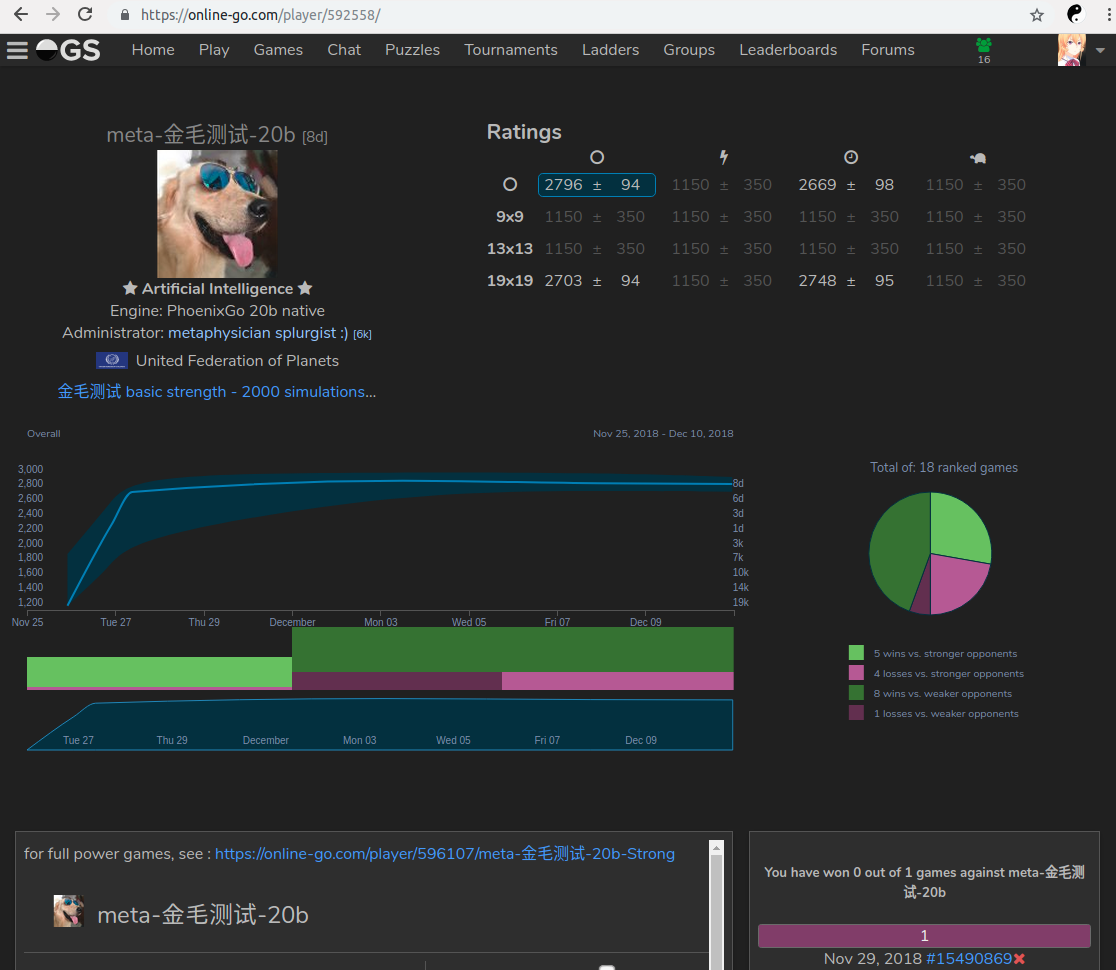 https://online-go.com/player/592558/
OGS Home Play Games Chat Puzzles Tournaments Ladders Groups Leaderboards Forums 16
meta-金毛测试-20b [8d]
★ Artificial Intelligence ★
Engine: PhoenixGo 20b native
Administrator: metaphysician splurgist :) [6k]
United Federation of Planets
金毛测试 basic strength - 2000 simulations...
Ratings
2796 ± 94 1150 ± 350 2669 ± 98 1150 ± 350
9x9 1150 ± 350 1150 ± 350 1150 ± 350 1150 ± 350
13x13 1150 ± 350 1150 ± 350 1150 ± 350 1150 ± 350
19x19 2703 ± 94 1150 ± 350 2748 ± 95 1150 ± 350
Overall Nov 25, 2018 - Dec 10, 2018
3,000
2,800 8d
2,600 6d
2,400 3d
2,200 1d
2,000 3k
1,800 7k
1,600 10k
1,400 14k
1,200 19k
Nov 25 Tue 27 Thu 29 December Mon 03 Wed 05 Fri 07 Dec 09
Tue 27 Thu 29 December Mon 03 Wed 05 Fri 07 Dec 09
Total of: 18 ranked games
5 wins vs. stronger opponents
4 losses vs. stronger opponents
8 wins vs. weaker opponents
1 losses vs. weaker opponents
for full power games, see : https://online-go.com/player/596107/meta-金毛测试-20b-Strong
meta-金毛测试-20b
You have won 0 out of 1 games against meta-金毛测
试-20b
1
Nov 29, 2018 #15490869